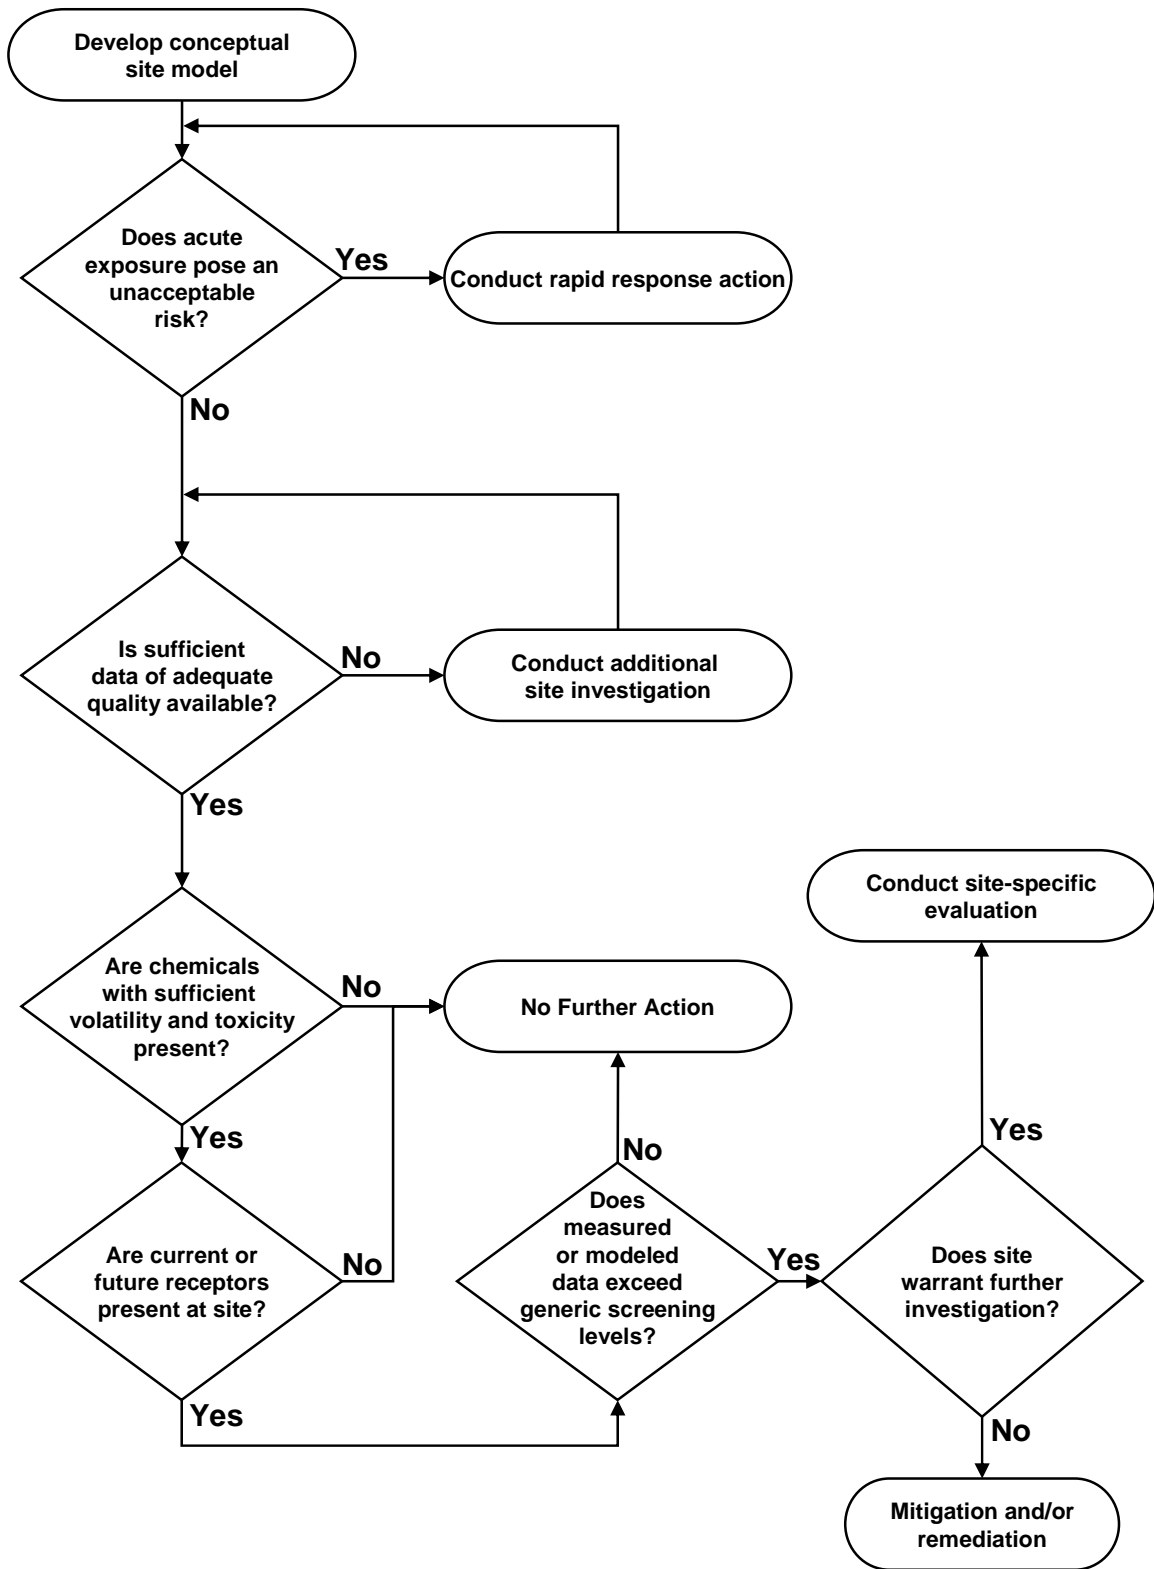 Develop conceptual
site model
Does acute
exposure pose an
unacceptable
risk?
Yes
Conduct rapid response action
No
Is sufficient
data of adequate
quality available?
No
Conduct additional
site investigation
Yes
Are chemicals
with sufficient
volatility and toxicity
present?
No
No Further Action
Yes
Are current or
future receptors
present at site?
No
Yes
Does
measured
or modeled
data exceed
generic screening
levels?
No
Yes
Does site
warrant further
investigation?
Yes
Conduct site-specific
evaluation
No
Mitigation and/or
remediation